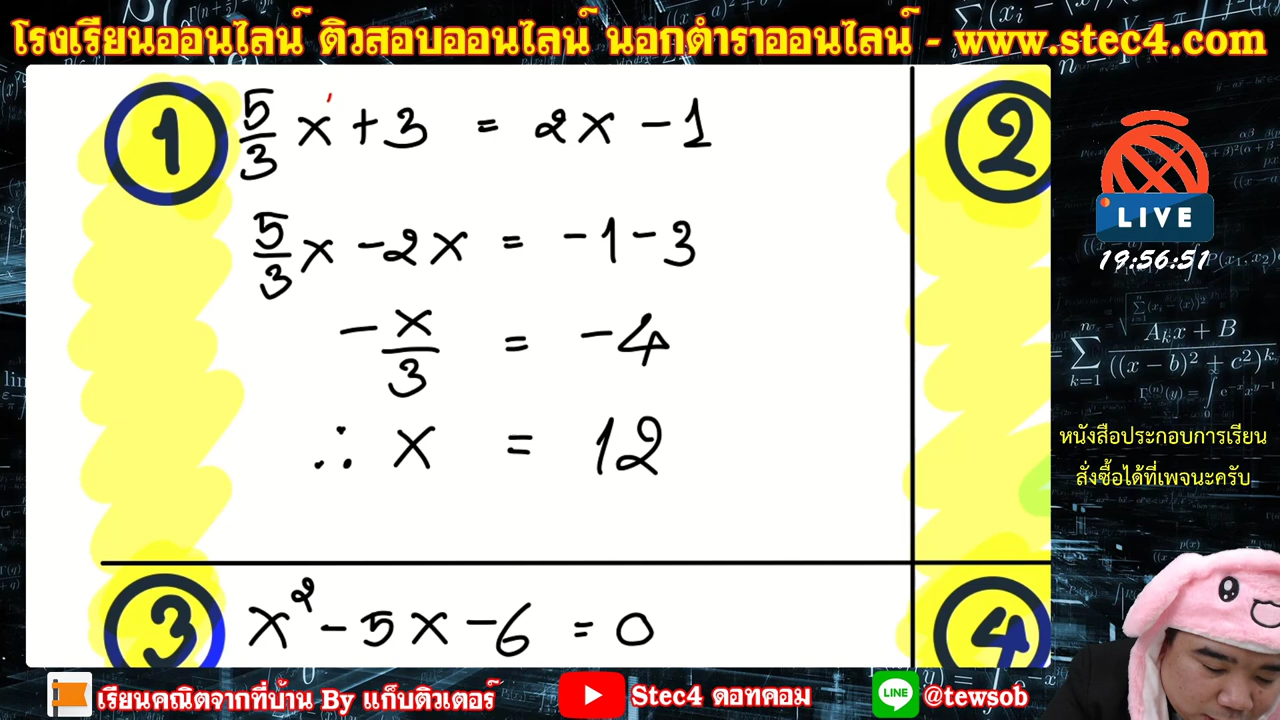 โรงเรียนออนไลน์ ติวสอบออนไลน์ นอกตำราออนไลน์ - www.stec4.com
1
5/3 x + 3 = 2x - 1
5/3 x - 2x = -1 - 3
- x/3 = -4
∴ x = 12
2
3
x² - 5x - 6 = 0
4
LIVE
19:56:51
A_k x + B
((x - b)² + c²)^k
หนังสือประกอบการเรียน
สั่งซื้อได้ที่เพจนะครับ
เรียนคณิตจากที่บ้าน By แก็บติวเตอร์
Stec4 ดอทคอม
LINE
@tewsob